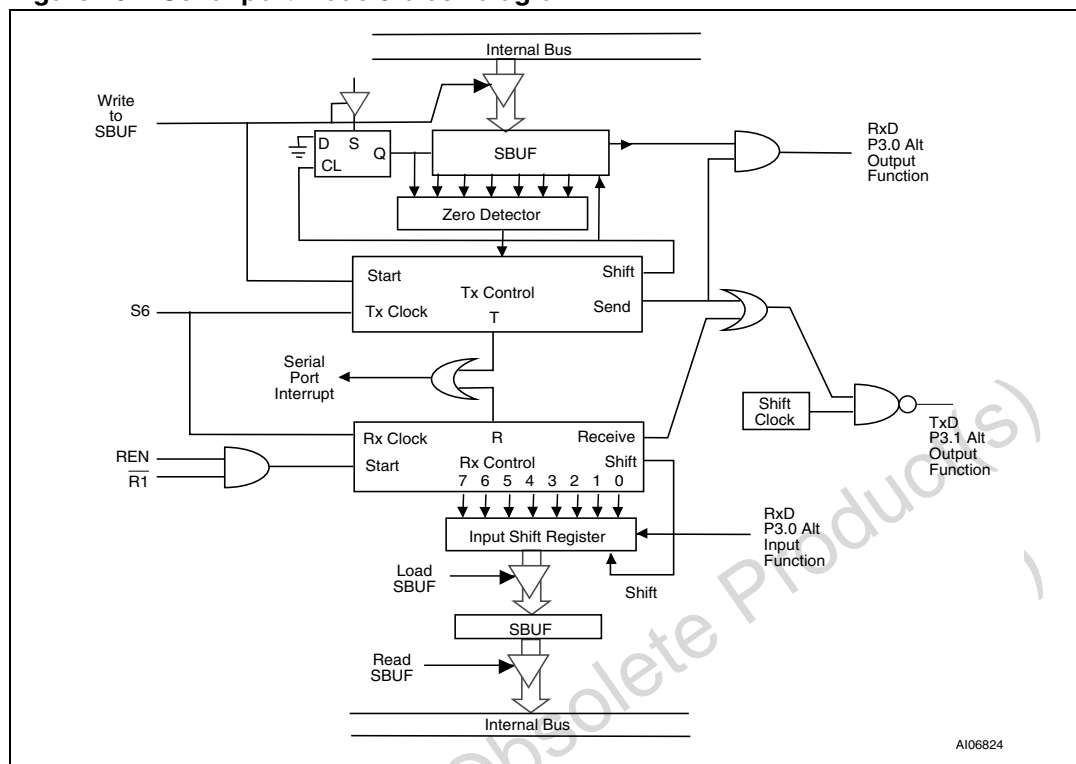 Internal Bus
Write
to
SBUF
D S
Q
CL
SBUF
RxD
P3.0 Alt
Output
Function
Zero Detector
Start
Shift
Tx Control
S6
Tx Clock
Send
T
Serial
Port
Interrupt
Shift
Clock
TxD
P3.1 Alt
Output
Function
Rx Clock
R
Receive
REN
R1
Start
Rx Control
Shift
7 6 5 4 3 2 1 0
RxD
P3.0 Alt
Input
Function
Input Shift Register
Load
SBUF
Shift
SBUF
Read
SBUF
Internal Bus
Obsolete Product(s)
)
AI06824